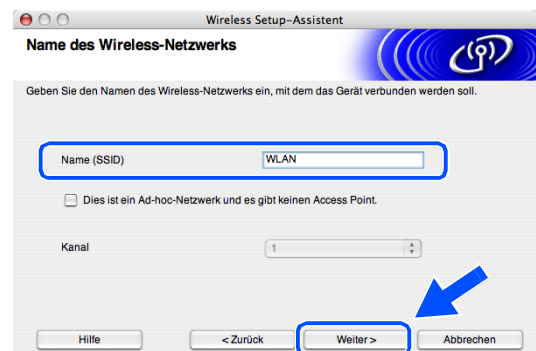 Wireless Setup-Assistent
Name des Wireless-Netzwerks
Geben Sie den Namen des Wireless-Netzwerks ein, mit dem das Gerät verbunden werden soll.
Name (SSID) WLAN
Dies ist ein Ad-hoc-Netzwerk und es gibt keinen Access Point.
Kanal 1
Hilfe < Zurück Weiter > Abbrechen